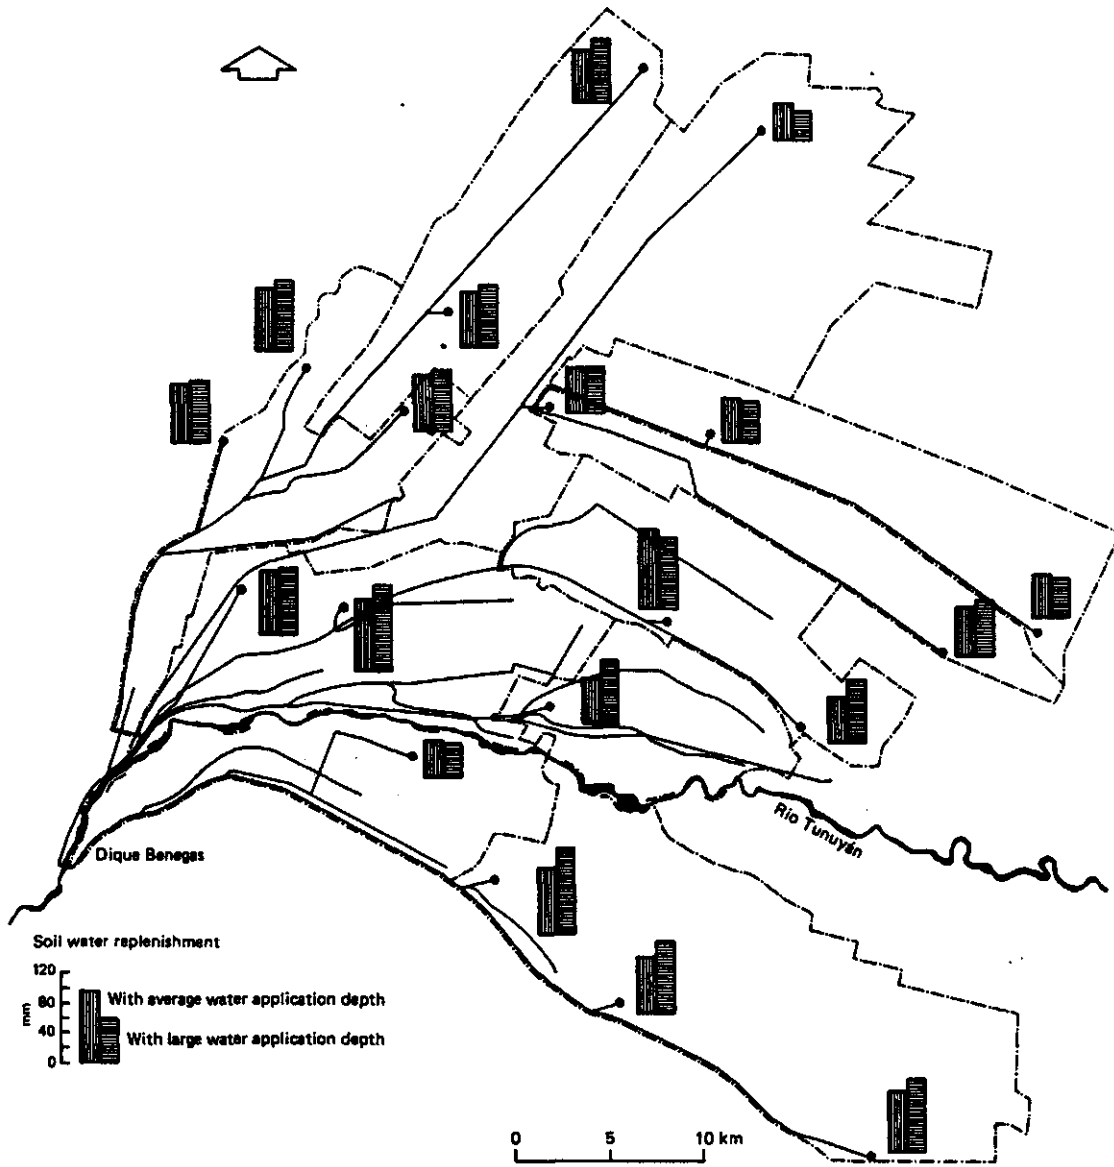 Río Tunuyán
Dique Benegas
Soil water replenishment
120
80
40
0
mm
With average water application depth
With large water application depth
0 5 10 km